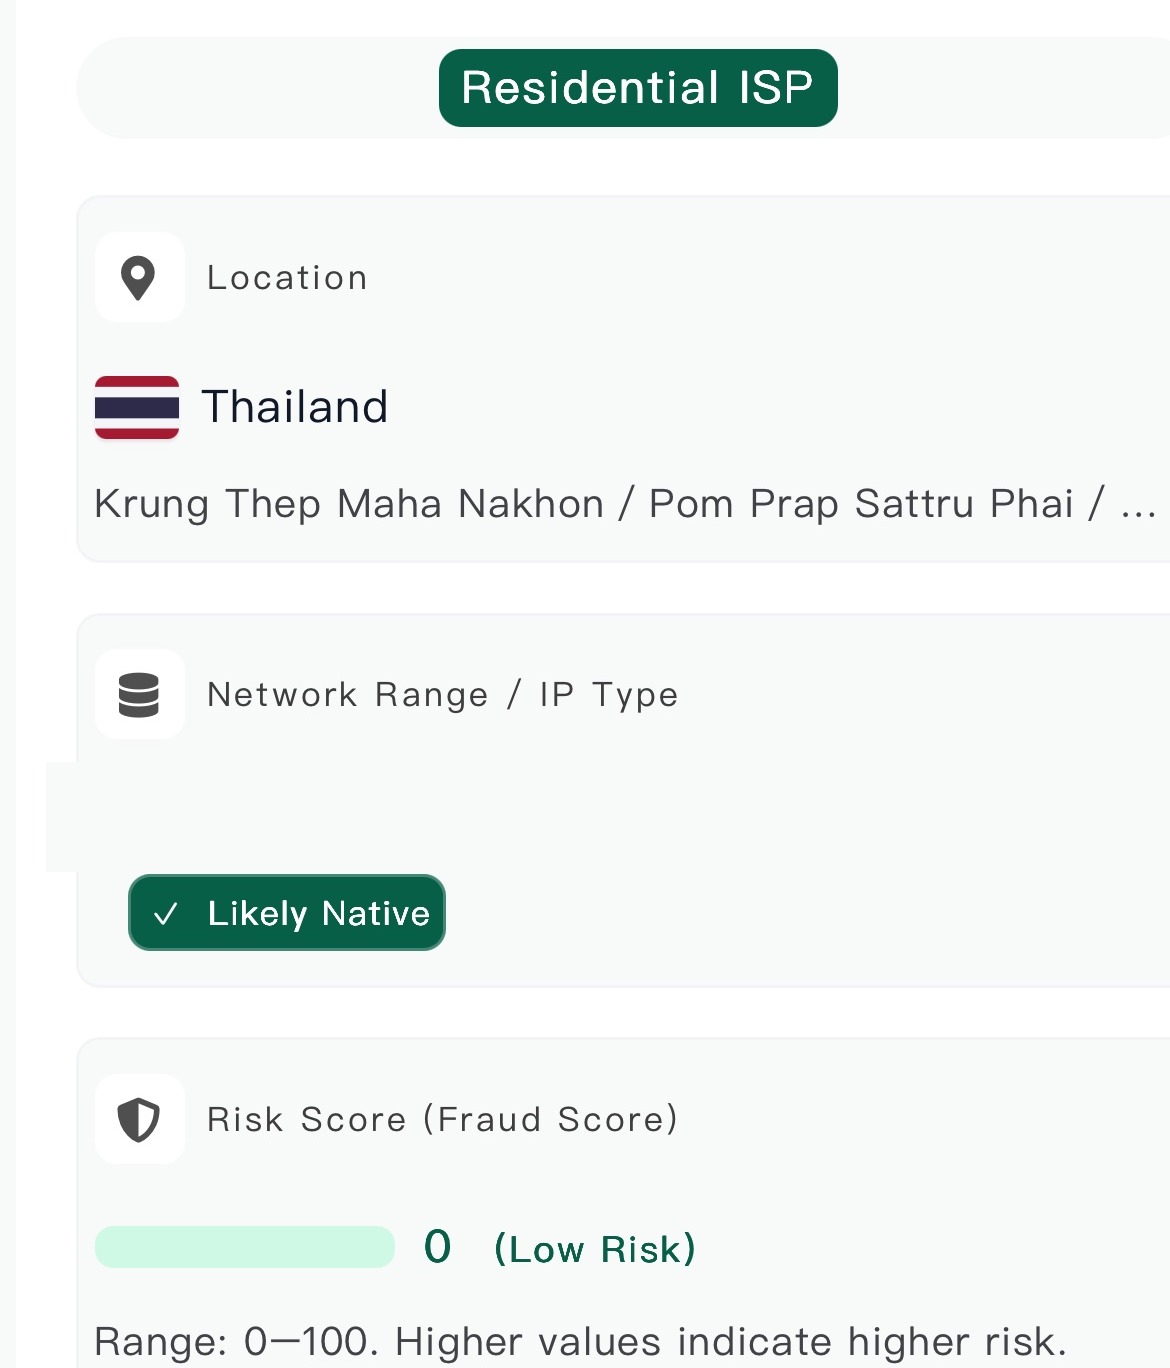 Residential ISP
Location
Thailand
Krung Thep Maha Nakhon / Pom Prap Sattru Phai / ...
Network Range / IP Type
✓ Likely Native
Risk Score (Fraud Score)
0 (Low Risk)
Range: 0—100. Higher values indicate higher risk.